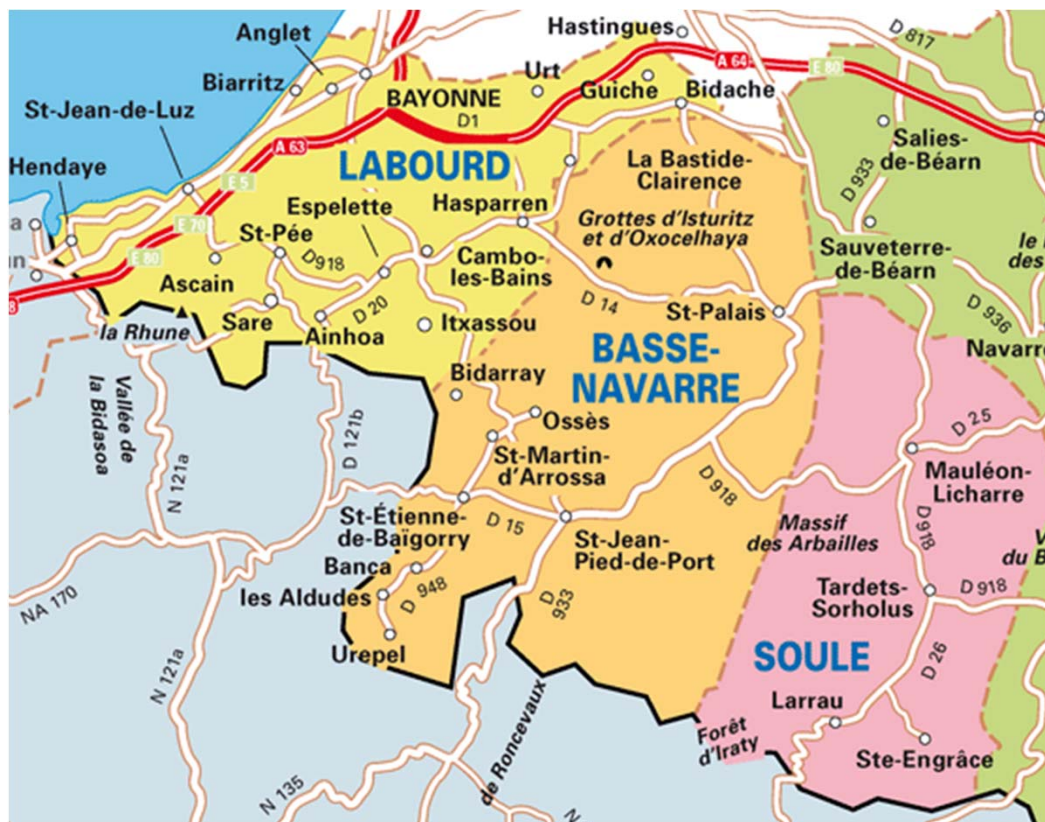 Hastingues
Anglet
D 817
A 64
E 80
Biarritz
Urt
Guiche
Bidache
BAYONNE
D1
St-Jean-de-Luz
Salies-
de-Béarn
A 63
Hendaye
LABOURD
La Bastide-
Clairence
D 933
E 5
Espelette
Hasparren
Grottes d'Isturitz
et d'Oxocelhaya
E 70
St-Pée
Sauveterre-
de-Béarn
E 80
D918
Cambo-
les-Bains
Ascain
D 20
D 14
St-Palais
D 936
la Rhune
Sare
Ainhoa
Itxassou
Navarre
BASSE-
NAVARRE
Vallée de
la Bidasoa
Bidarray
Ossès
D 121b
D 25
N 121a
St-Martin-
d'Arrossa
Mauléon-
Licharre
D 918
St-Étienne-
de-Baïgorry
D 15
Massif
des Arbailles
D918
St-Jean-
Pied-de-Port
Banca
les Aldudes
D 948
D
933
Tardets-
Sorholus
D 918
NA 170
Urepel
SOULE
D 26
N 121a
Larrau
Forêt
d'Iraty
Ste-Engrâce
de Roncevaux
N 135